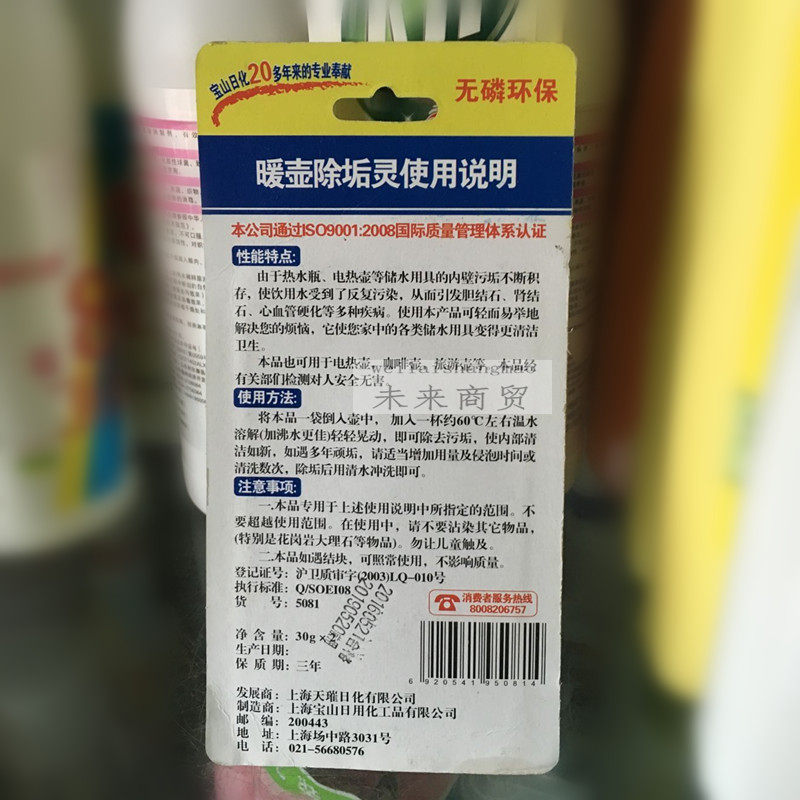 宝山日化20多年来的专业奉献
无磷环保
暖壶除垢灵使用说明
本公司通过ISO9001:2008国际质量管理体系认证
性能特点:
由于热水瓶、电热壶等储水用具的内壁污垢不断积
存，使饮用水受到了反复污染，从而引发胆结石、肾结
石、心血管硬化等多种疾病。使用本产品可轻而易举地
解决您的烦恼，它使您家中的各类储水用具变得更清洁
卫生。
本品也可用于电热壶、咖啡壶、旅游壶等。本品经
有关部们检测对人安全无害。
weilaishangmao
未来商贸
使用方法:
将本品一袋倒入壶中，加入一杯约60℃左右温水
溶解(加沸水更佳)轻轻晃动，即可除去污垢，使内部清
洁如新，如遇多年顽垢，请适当增加用量及侵泡时间或
清洗数次，除垢后用清水冲洗即可。
注意事项:
一.本品专用于上述使用说明中所指定的范围。不
要超越使用范围。在使用中，请不要沾染其它物品，
(特别是花岗岩大理石等物品)。勿让儿童触及。
二.本品如遇结块，可照常使用，不影响质量。
登记证号：沪卫质审字(2003)LQ-010号
执行标准：Q/SOEI08
货 号：5081
20160521合格
20190520
消费者服务热线
8008206757
净 含 量：30g×
生产日期：
保 质 期：三年
6 920541 950814
发展商：上海天璀日化有限公司
制造商：上海宝山日用化工品有限公司
邮 编：200443
地 址：上海场中路3031号
电 话：021-56680576